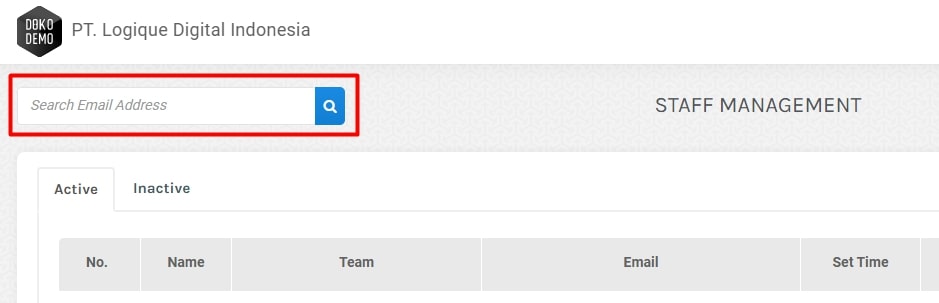 DOKO
DEMO
PT. Logique Digital Indonesia
Search Email Address
STAFF MANAGEMENT
Active Inactive
No. Name Team Email Set Time